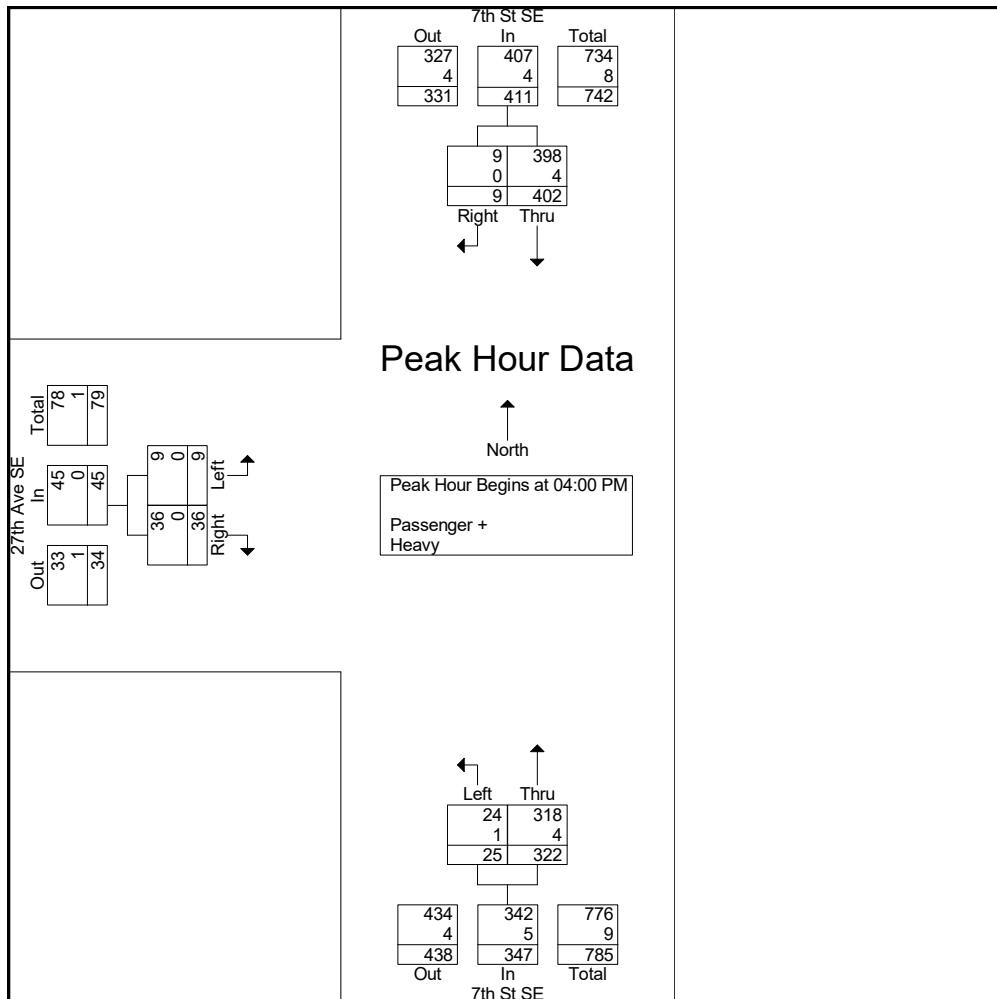 7th St SE
Out In Total
327 407 734
4 4 8
331 411 742
9 398
0 4
9 402
Right Thru
Peak Hour Data
North
Peak Hour Begins at 04:00 PM
Passenger +
Heavy
27th Ave SE
Total
78
1
79
In
45
0
45
Out
33
1
34
9
0
9
Left
36
0
36
Right
Left Thru
24 318
1 4
25 322
434 342 776
4 5 9
438 347 785
Out In Total
7th St SE